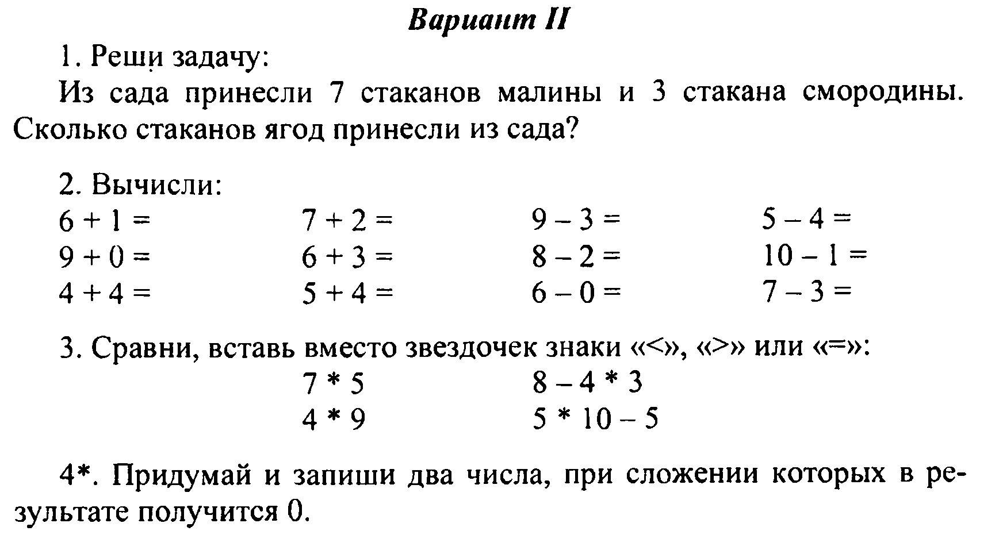 Вариант II
1. Реши задачу:
Из сада принесли 7 стаканов малины и 3 стакана смородины.
Сколько стаканов ягод принесли из сада?
2. Вычисли:
6 + 1 = 7 + 2 = 9 – 3 = 5 – 4 =
9 + 0 = 6 + 3 = 8 – 2 = 10 – 1 =
4 + 4 = 5 + 4 = 6 – 0 = 7 – 3 =
3. Сравни, вставь вместо звездочек знаки «<», «>» или «=»:
7 * 5 8 – 4 * 3
4 * 9 5 * 10 – 5
4*. Придумай и запиши два числа, при сложении которых в ре-
зультате получится 0.